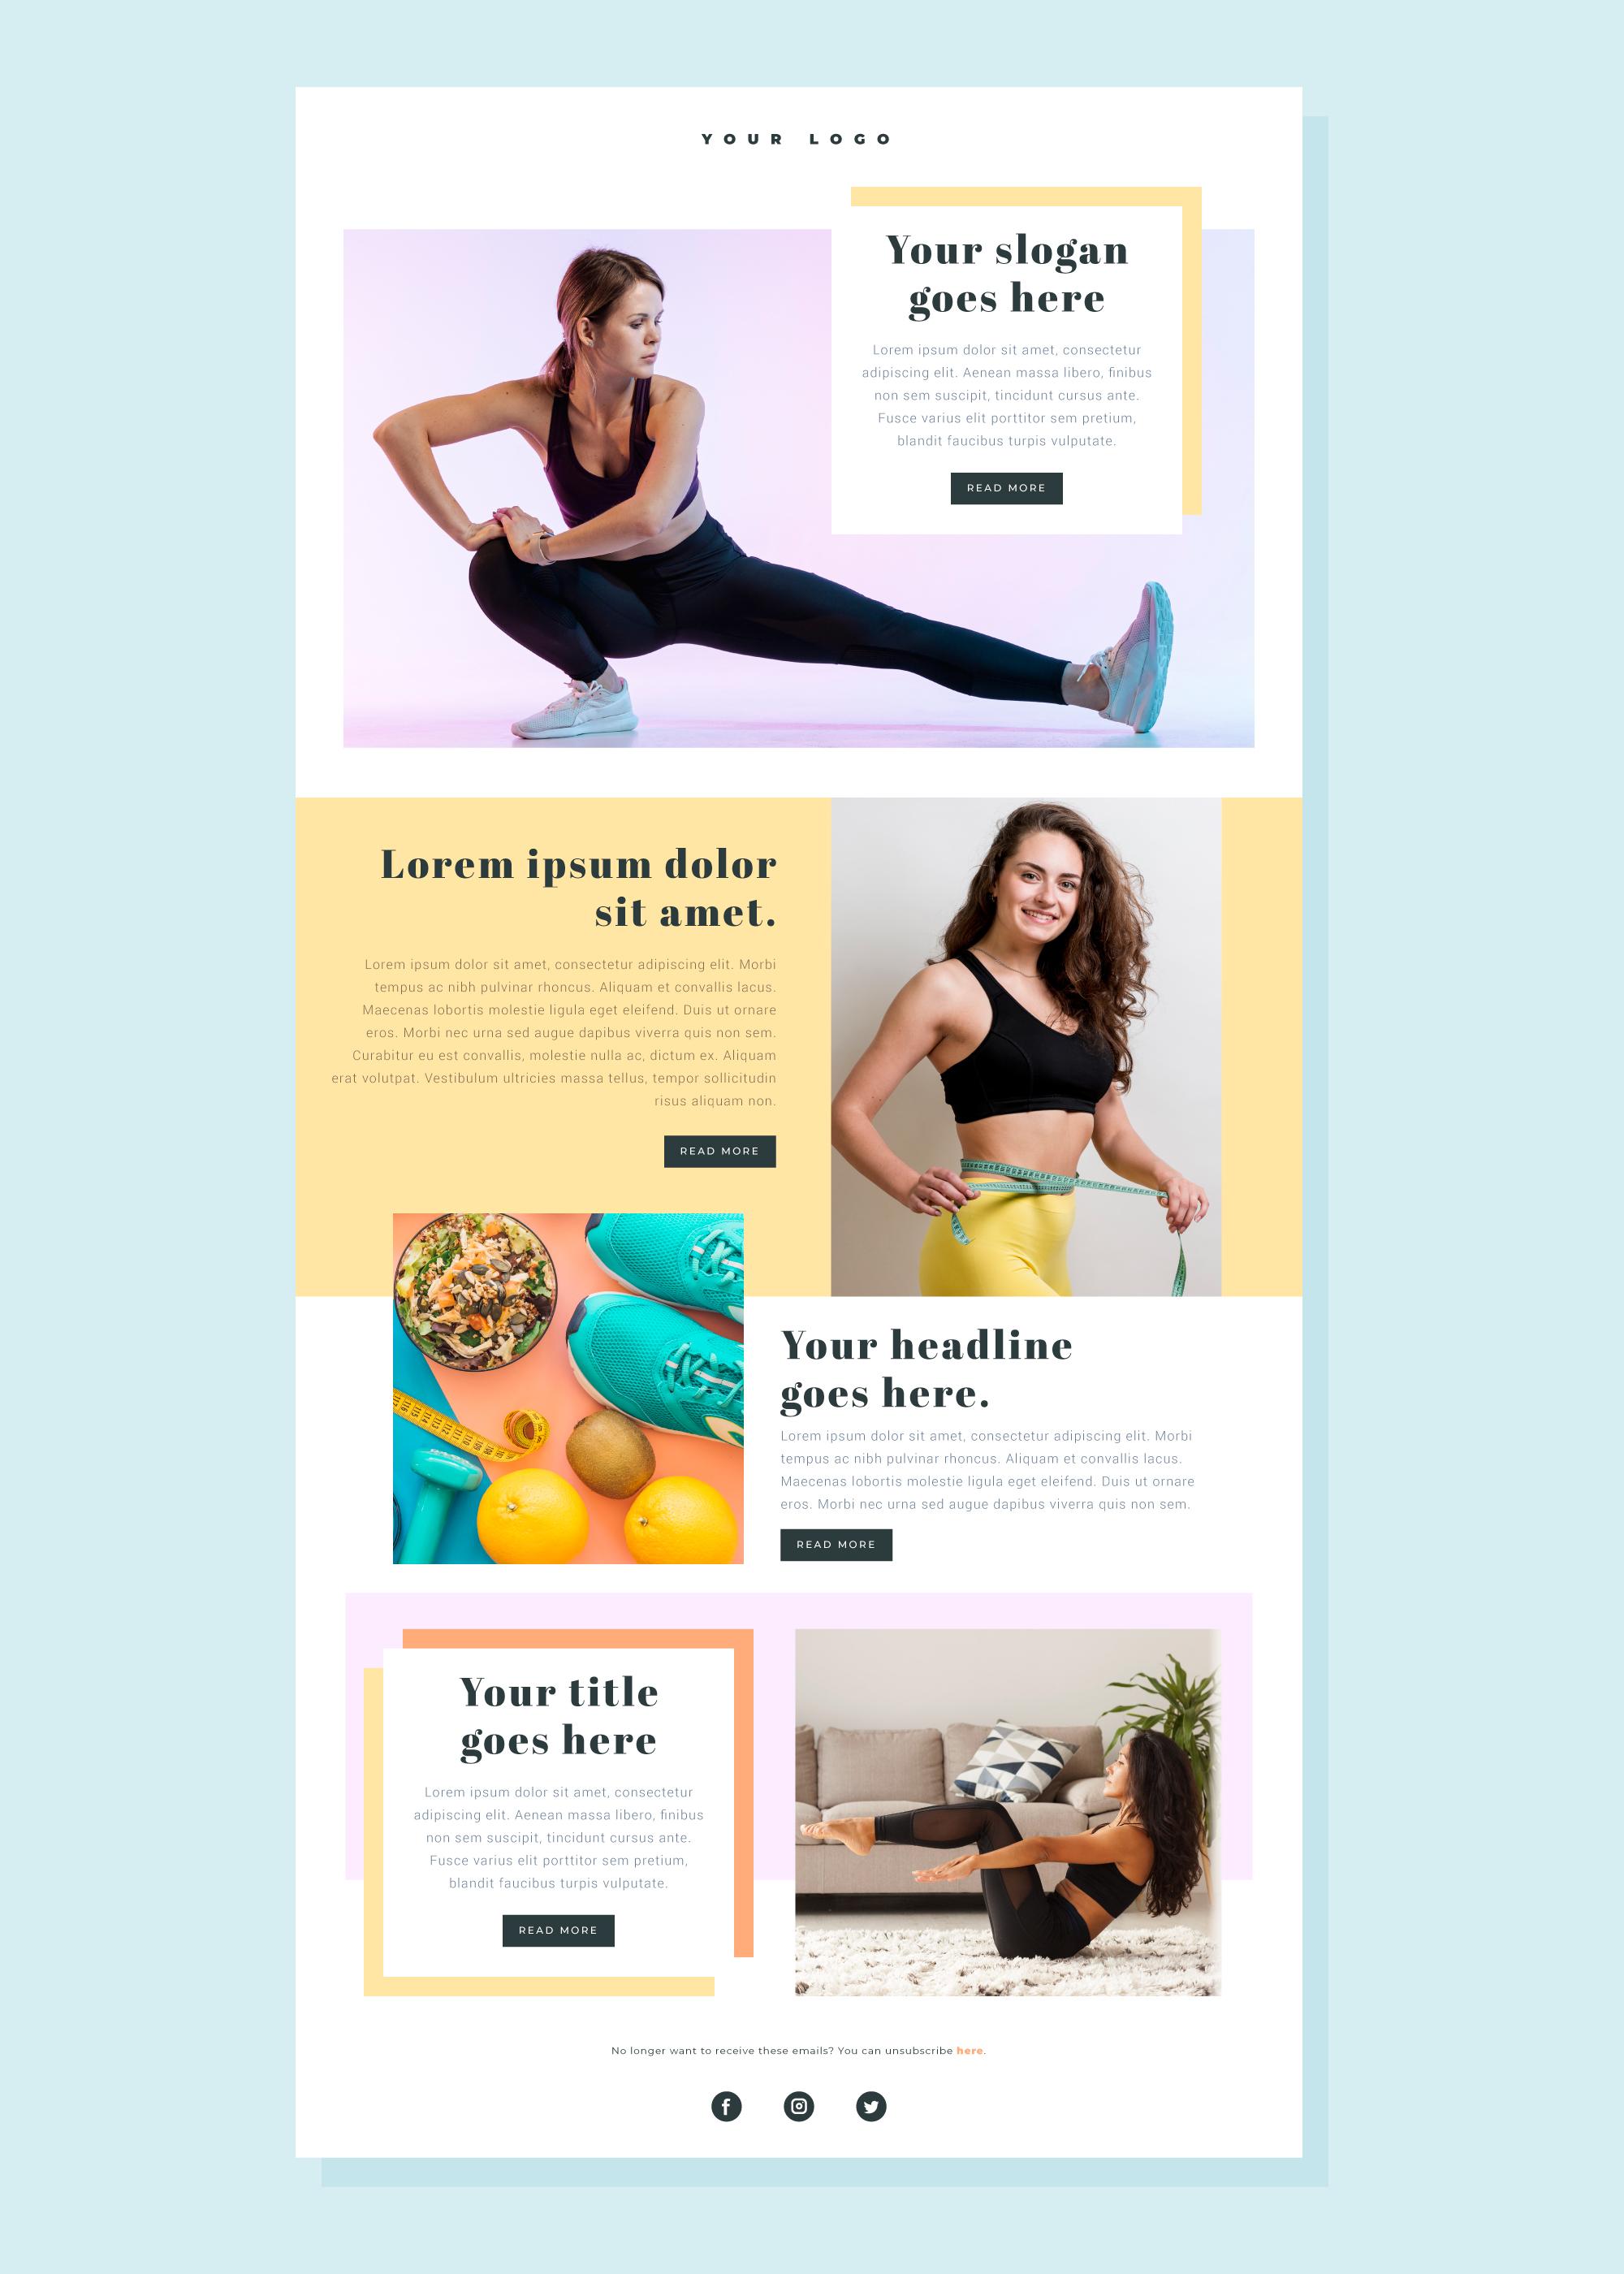 YOUR LOGO
Your slogan
goes here
Lorem ipsum dolor sit amet, consectetur
adipiscing elit. Aenean massa libero, finibus
non sem suscipit, tincidunt cursus ante.
Fusce varius elit porttitor sem pretium,
blandit faucibus turpis vulputate.
READ MORE
Lorem ipsum dolor
sit amet.
Lorem ipsum dolor sit amet, consectetur adipiscing elit. Morbi
tempus ac nibh pulvinar rhoncus. Aliquam et convallis lacus.
Maecenas lobortis molestie ligula eget eleifend. Duis ut ornare
eros. Morbi nec urna sed augue dapibus viverra quis non sem.
Curabitur eu est convallis, molestie nulla ac, dictum ex. Aliquam
erat volutpat. Vestibulum ultricies massa tellus, tempor sollicitudin
risus aliquam non.
READ MORE
Your headline
goes here.
Lorem ipsum dolor sit amet, consectetur adipiscing elit. Morbi
tempus ac nibh pulvinar rhoncus. Aliquam et convallis lacus.
Maecenas lobortis molestie ligula eget eleifend. Duis ut ornare
eros. Morbi nec urna sed augue dapibus viverra quis non sem.
READ MORE
Your title
goes here
Lorem ipsum dolor sit amet, consectetur
adipiscing elit. Aenean massa libero, finibus
non sem suscipit, tincidunt cursus ante.
Fusce varius elit porttitor sem pretium,
blandit faucibus turpis vulputate.
READ MORE
No longer want to receive these emails? You can unsubscribe here.